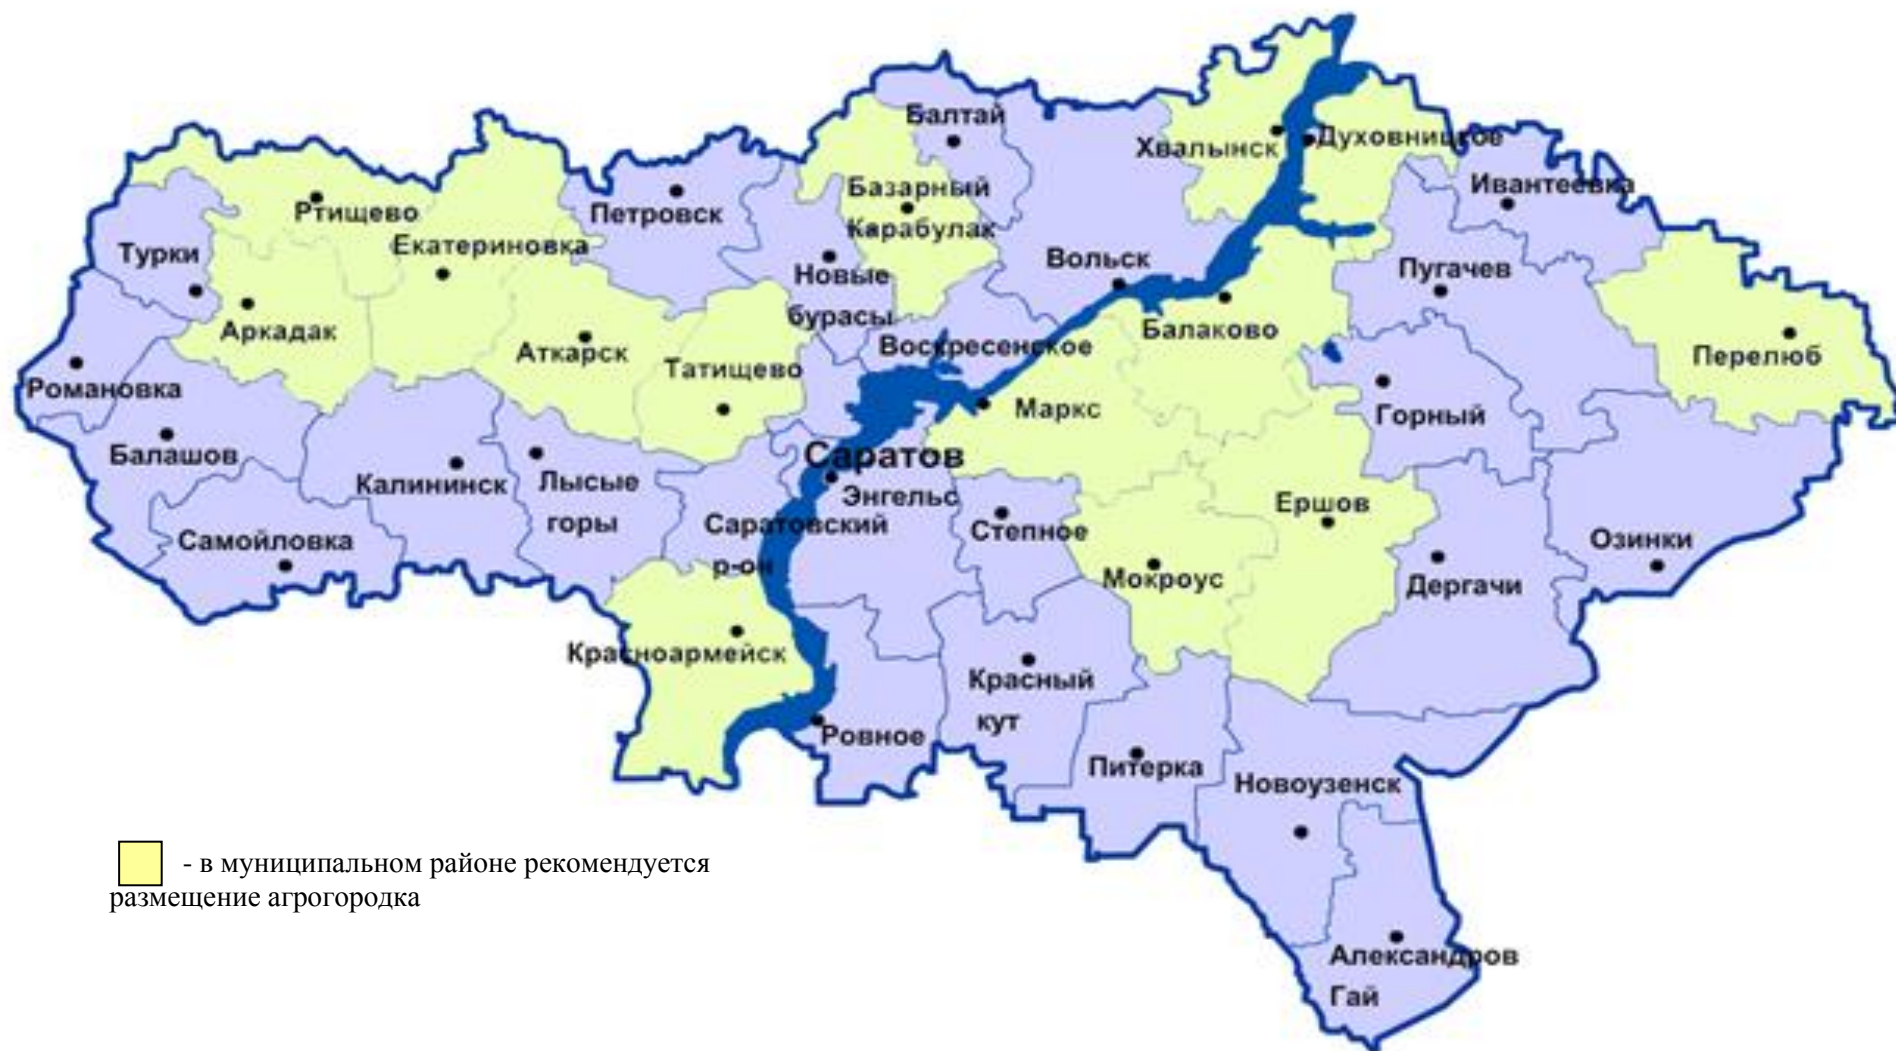 Балтай
Хвалынск
Духовницкое
Ивантеевка
Базарный
Карабулак
Ртищево
Петровск
Екатериновка
Турки
Новые
бурасы
Вольск
Пугачев
Аркадак
Аткарск
Татищево
Воскресенское
Балаково
Перелюб
Романовка
Маркс
Горный
Балашов
Калининск
Лысые
горы
Саратов
Энгельс
Саратовский
р-он
Степное
Ершов
Озинки
Самойловка
Мокроус
Дергачи
Красноармейск
Красный
кут
Ровное
Питерка
Новоузенск
- в муниципальном районе рекомендуется
размещение агрогородка
Александров
Гай